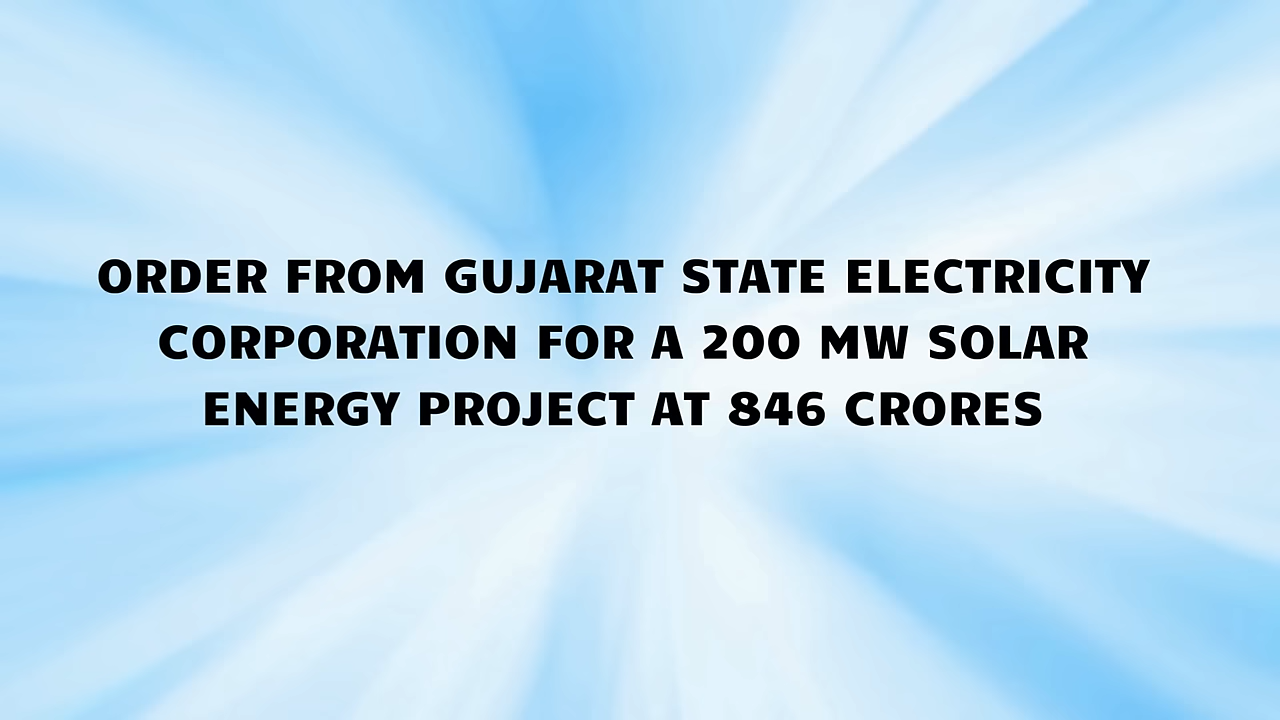 ORDER FROM GUJARAT STATE ELECTRICITY
CORPORATION FOR A 200 MW SOLAR
ENERGY PROJECT AT 846 CRORES